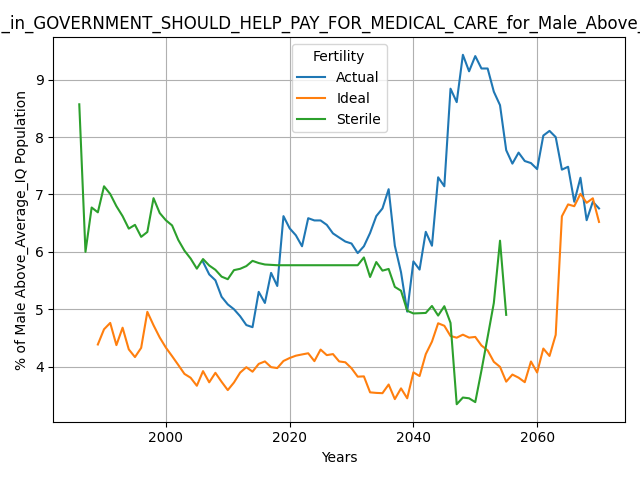 _in_GOVERNMENT_SHOULD_HELP_PAY_FOR_MEDICAL_CARE_for_Male_Above_
Fertility
Actual
Ideal
Sterile
% of Male Above_Average_IQ Population
9
8
7
6
5
4
2000 2020 2040 2060
Years